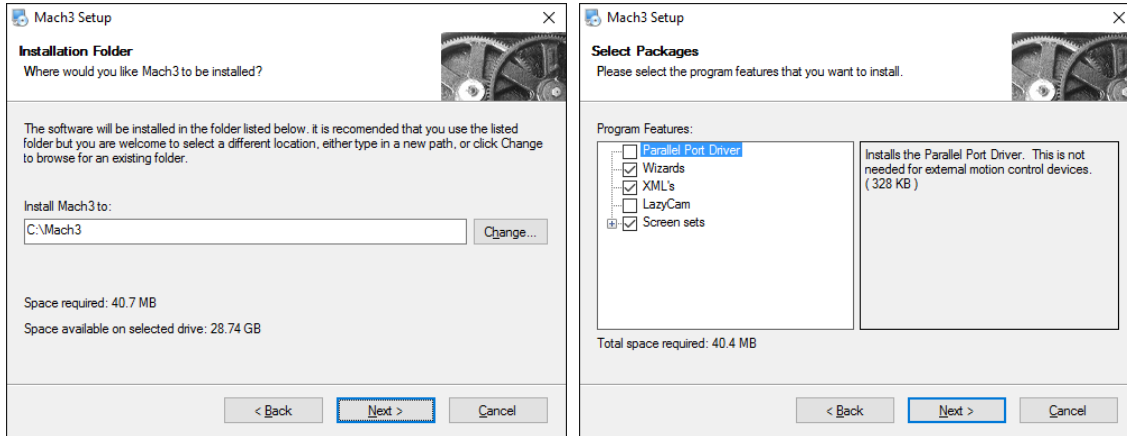 Mach3 Setup
Installation Folder
Where would you like Mach3 to be installed?
The software will be installed in the folder listed below. it is recomended that you use the listed
folder but you are welcome to select a different location, either type in a new path, or click Change
to browse for an existing folder.
Install Mach3 to:
C:\Mach3
Change...
Space required: 40.7 MB
Space available on selected drive: 28.74 GB
< Back
Next >
Cancel
Mach3 Setup
Select Packages
Please select the program features that you want to install.
Program Features:
Parallel Port Driver
Wizards
XML's
LazyCam
Screen sets
Installs the Parallel Port Driver. This is not
needed for external motion control devices.
( 328 KB )
Total space required: 40.4 MB
< Back
Next >
Cancel